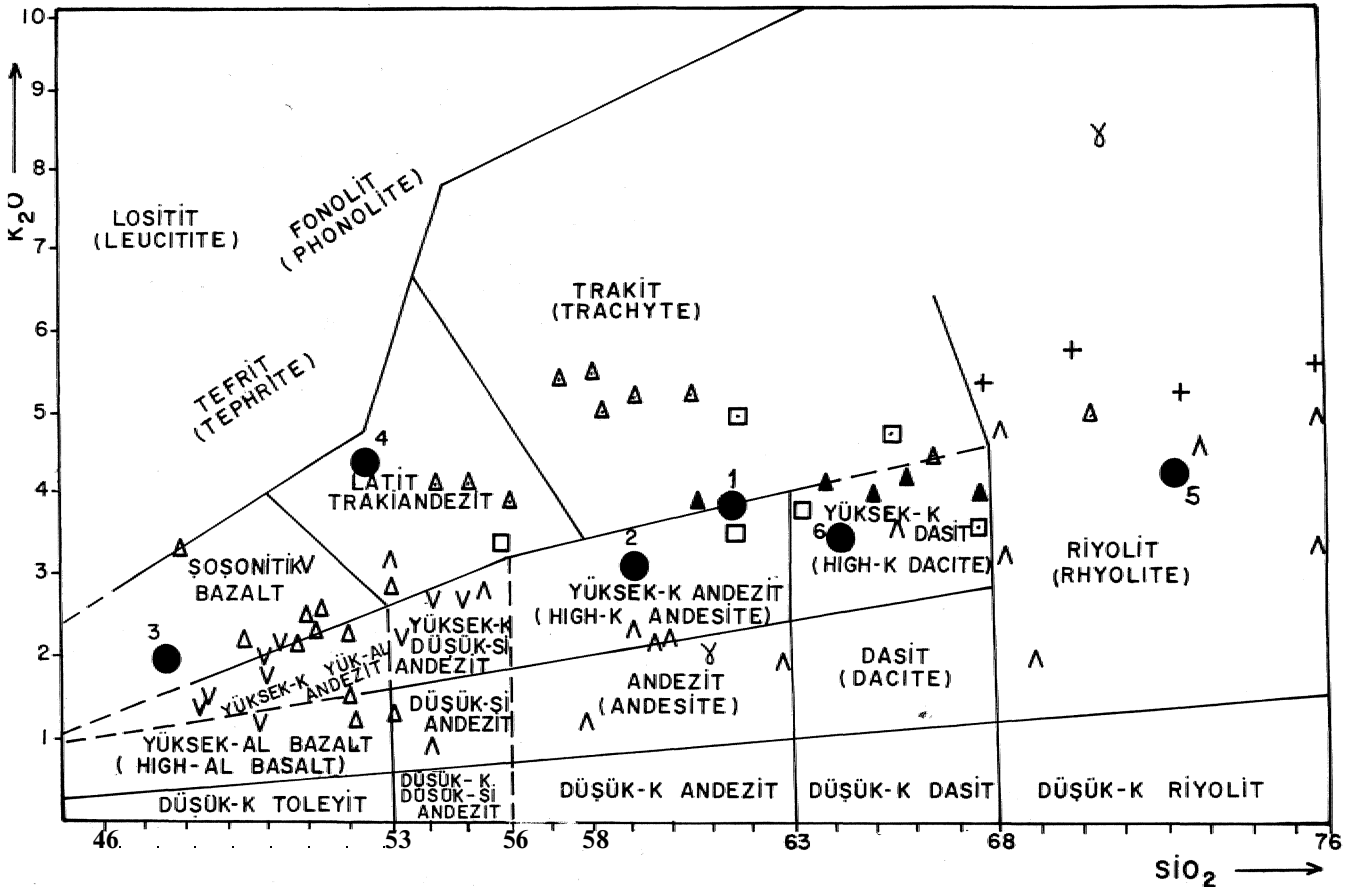 10
9
8
7
6
5
4
3
2
1
K₂O
LOSİTİT
(LEUCITITE)
FONOLİT
(PHONOLITE)
TEFRİT
(TEPHRİTE)
TRAKİT
(TRACHYTE)
ɣ
4
LATİT
TRAKİANDEZİT
1
5
ŞOŞONİTİK
BAZALT
2
6
YÜKSEK-K
DASİT
(HIGH-K DACITE)
RİYOLİT
(RHYOLITE)
YÜKSEK-K ANDEZİT
(HIGH-K ANDESITE)
3
YÜKSEK-K
DÜŞÜK-Sİ
ANDEZİT
YÜKSEK-K YÜK-AL
ANDEZİT
ɣ
DASİT
(DACITE)
ANDEZİT
(ANDESITE)
DÜŞÜK-Sİ
ANDEZİT
YÜKSEK-AL BAZALT
( HIGH-AL BASALT)
DÜŞÜK-K TOLEYİT
DÜŞÜK-K
DÜŞÜK-Sİ
ANDEZİT
DÜŞÜK-K ANDEZİT
DÜŞÜK-K DASİT
DÜŞÜK-K RİYOLİT
46 53 56 58 63 68 76
SİO₂